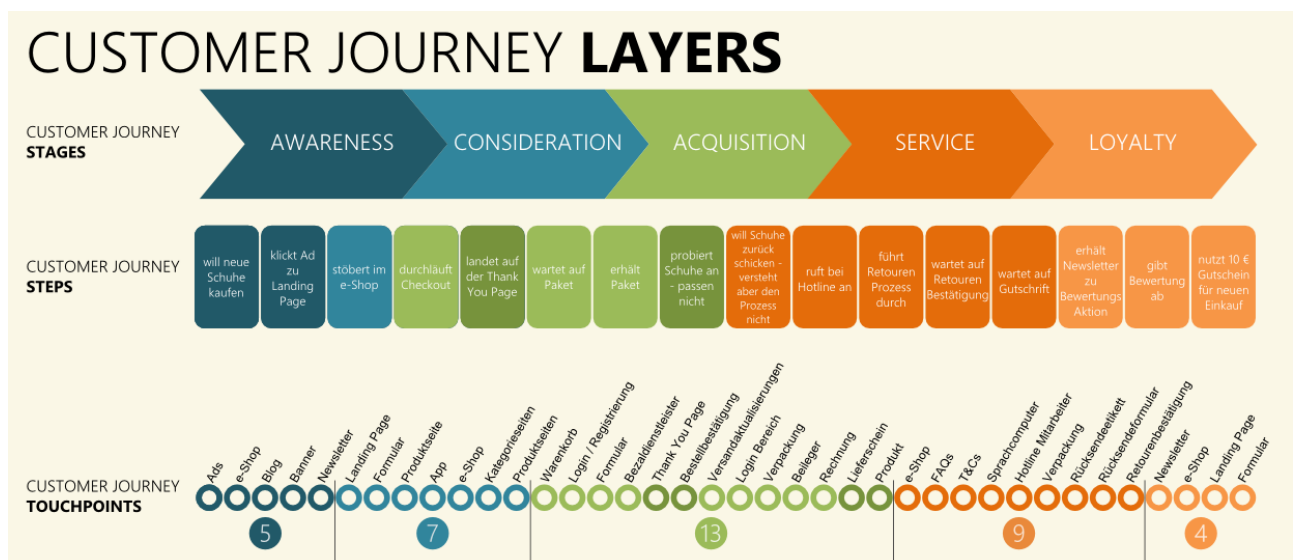 CUSTOMER JOURNEY LAYERS
CUSTOMER JOURNEY
STAGES
AWARENESS
CONSIDERATION
ACQUISITION
SERVICE
LOYALTY
CUSTOMER JOURNEY
STEPS
will neue
Schuhe
kaufen
klickt Ad
zu
Landing
Page
stöbert im
e-Shop
durchläuft
Checkout
landet auf
der Thank
You Page
wartet auf
Paket
erhält
Paket
probiert
Schuhe an
- passen
nicht
will Schuhe
zurück
schicken -
versteht
aber den
Prozess
nicht
ruft bei
Hotline an
führt
Retouren
Prozess
durch
wartet auf
Retouren
Bestätigung
wartet auf
Gutschrift
erhält
Newsletter
zu
Bewertungs
Aktion
gibt
Bewertung
ab
nutzt 10 €
Gutschein
für neuen
Einkauf
CUSTOMER JOURNEY
TOUCHPOINTS
Ads
e-Shop
Blog
Banner
Newsletter
Landing Page
Formular
Produktseite
App
e-Shop
Kategorieseiten
Produktseiten
Warenkorb
Login / Registrierung
Formular
Bezahldienstleister
Thank You Page
Bestellbestätigung
Versandaktualisierungen
Login Bereich
Verpackung
Beileger
Rechnung
Lieferschein
Produkt
e-Shop
FAQs
T&Cs
Sprachcomputer
Hotline Mitarbeiter
Verpackung
Rücksendeetikett
Rücksendeformular
Retourenbestätigung
Newsletter
e-Shop
Landing Page
Formular
5
7
13
9
4